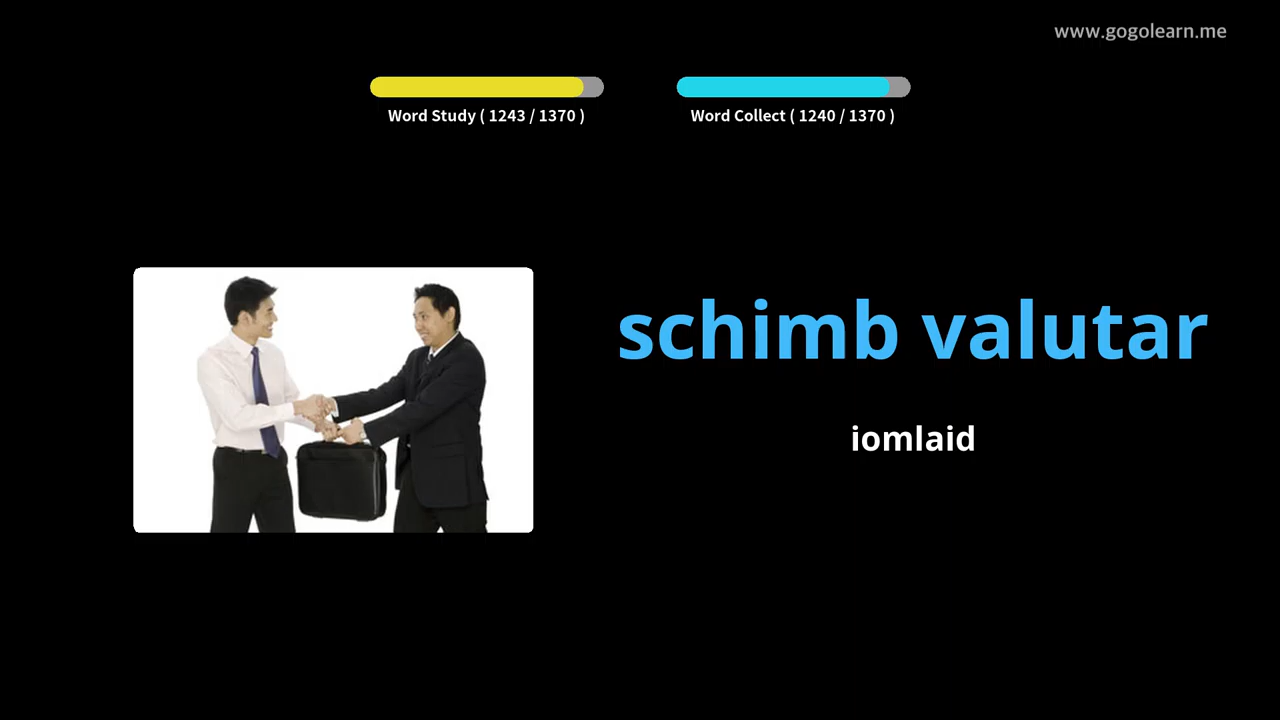 www.gogolearn.me
Word Study ( 1243 / 1370 )
Word Collect ( 1240 / 1370 )
schimb valutar
iomlaid